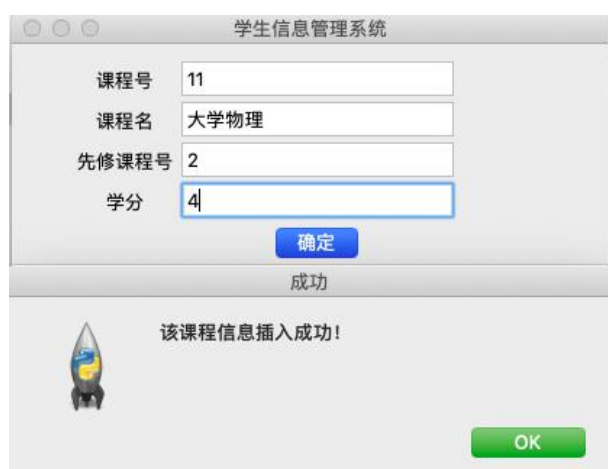 学生信息管理系统
课程号 11
课程名 大学物理
先修课程号 2
学分 4
确定
成功
该课程信息插入成功!
OK